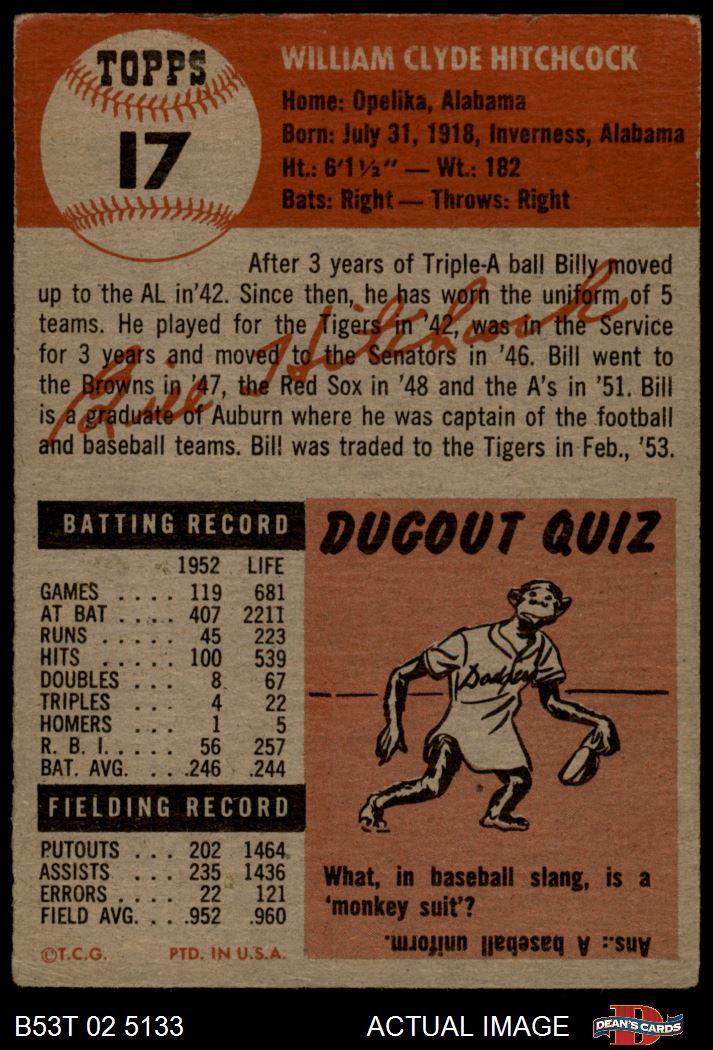 TOPPS
17
WILLIAM CLYDE HITCHCOCK
Home: Opelika, Alabama
Born: July 31, 1918, Inverness, Alabama
Ht.: 6'1½" — Wt.: 182
Bats: Right — Throws: Right
After 3 years of Triple-A ball Billy moved
up to the AL in '42. Since then, he has worn the uniform of 5
teams. He played for the Tigers in '42, was in the Service
for 3 years and moved to the Senators in '46. Bill went to
the Browns in '47, the Red Sox in '48 and the A's in '51. Bill
is a graduate of Auburn where he was captain of the football
and baseball teams. Bill was traded to the Tigers in Feb., '53.
Bill Hitchcock
BATTING RECORD
1952 LIFE
GAMES .... 119 681
AT BAT .... 407 2211
RUNS ..... 45 223
HITS ..... 100 539
DOUBLES ... 8 67
TRIPLES ... 4 22
HOMERS ... 1 5
R. B. I. .... 56 257
BAT. AVG. ... .246 .244
FIELDING RECORD
PUTOUTS ... 202 1464
ASSISTS ... 235 1436
ERRORS ... 22 121
FIELD AVG. ... .952 .960
©T.C.G. PTD. IN U.S.A.
DUGOUT QUIZ
Dodgers
What, in baseball slang, is a
'monkey suit'?
Ans.: A baseball uniform.
B53T 02 5133
ACTUAL IMAGE
D
DEAN'S CARDS